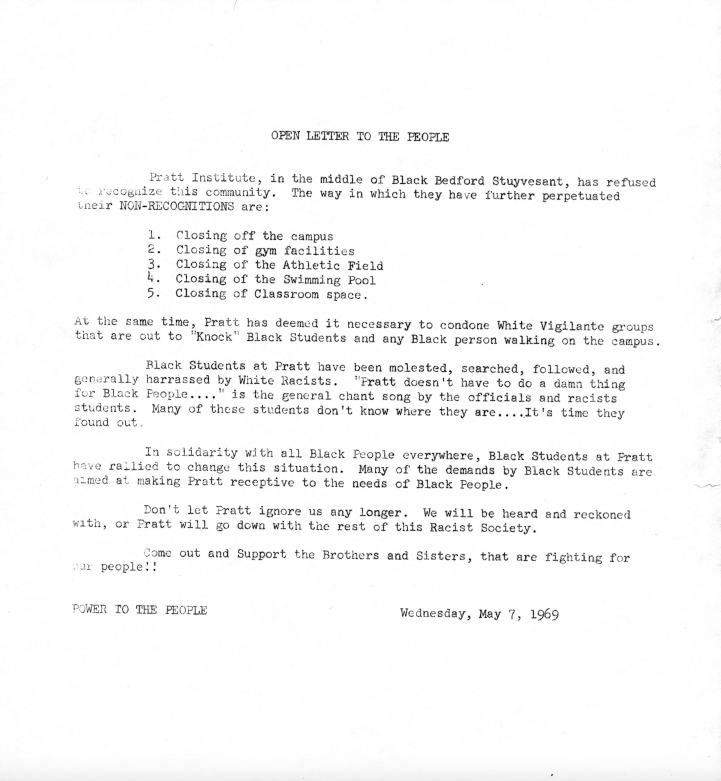 OPEN LETTER TO THE PEOPLE
Pratt Institute, in the middle of Black Bedford Stuyvesant, has refused
to recognize this community. The way in which they have further perpetuated
their NON-RECOGNITIONS are:
1. Closing off the campus
2. Closing of gym facilities
3. Closing of the Athletic Field
4. Closing of the Swimming Pool
5. Closing of Classroom space.
At the same time, Pratt has deemed it necessary to condone White Vigilante groups
that are out to "Knock" Black Students and any Black person walking on the campus.
Black Students at Pratt have been molested, searched, followed, and
generally harrassed by White Racists. "Pratt doesn't have to do a damn thing
for Black People...." is the general chant song by the officials and racists
students. Many of these students don't know where they are....It's time they
found out.
In solidarity with all Black People everywhere, Black Students at Pratt
have rallied to change this situation. Many of the demands by Black Students are
aimed at making Pratt receptive to the needs of Black People.
Don't let Pratt ignore us any longer. We will be heard and reckoned
with, or Pratt will go down with the rest of this Racist Society.
Come out and Support the Brothers and Sisters, that are fighting for
our people!!
POWER TO THE PEOPLE
Wednesday, May 7, 1969